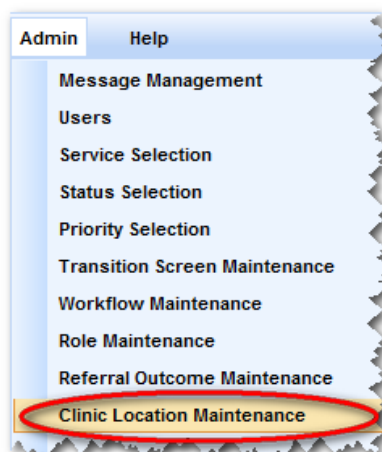 Admin Help
Message Management
Users
Service Selection
Status Selection
Priority Selection
Transition Screen Maintenance
Workflow Maintenance
Role Maintenance
Referral Outcome Maintenance
Clinic Location Maintenance